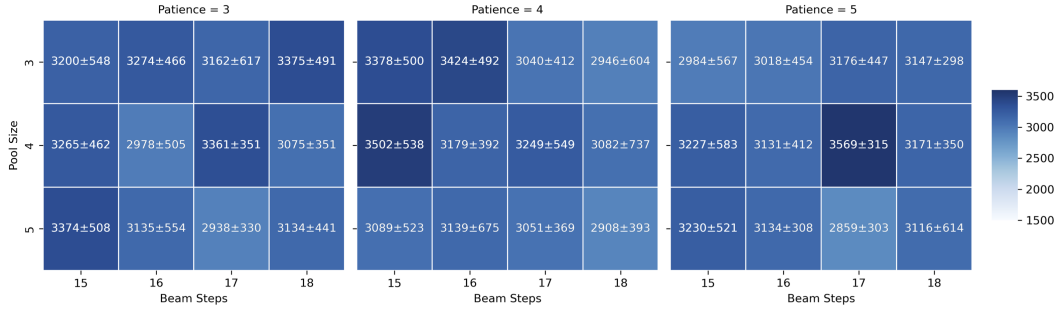 Patience = 3 Patience = 4 Patience = 5
3 3200±548 3274±466 3162±617 3375±491 3378±500 3424±492 3040±412 2946±604 2984±567 3018±454 3176±447 3147±298
Pool Size 4 3265±462 2978±505 3361±351 3075±351 3502±538 3179±392 3249±549 3082±737 3227±583 3131±412 3569±315 3171±350
5 3374±508 3135±554 2938±330 3134±441 3089±523 3139±675 3051±369 2908±393 3230±521 3134±308 2859±303 3116±614
15 16 17 18 15 16 17 18 15 16 17 18
Beam Steps Beam Steps Beam Steps
3500
3000
2500
2000
1500